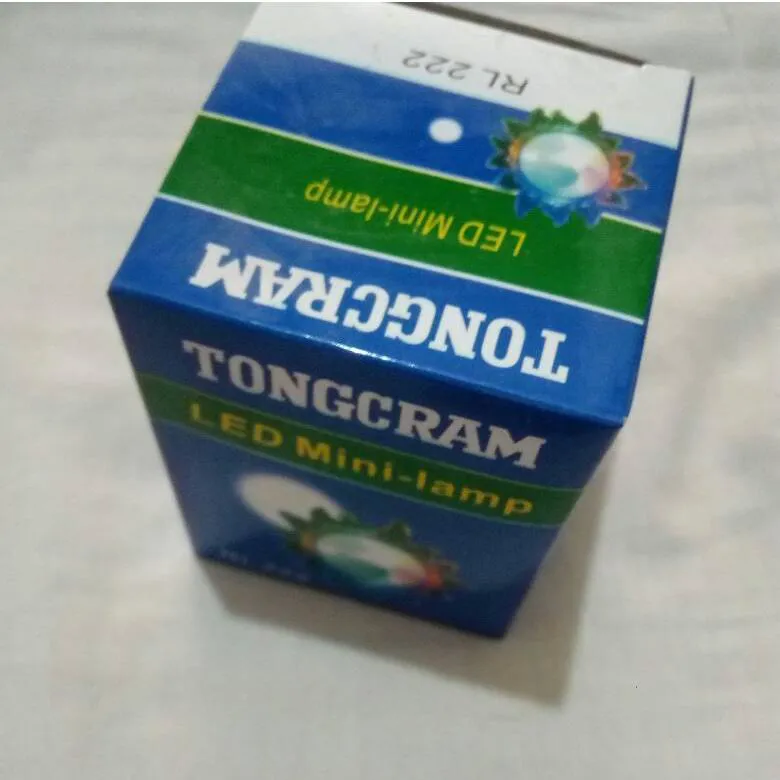 RL 222
LED Mini-lamp
TONGCRAM
TONGCRAM
LED Mini-lamp